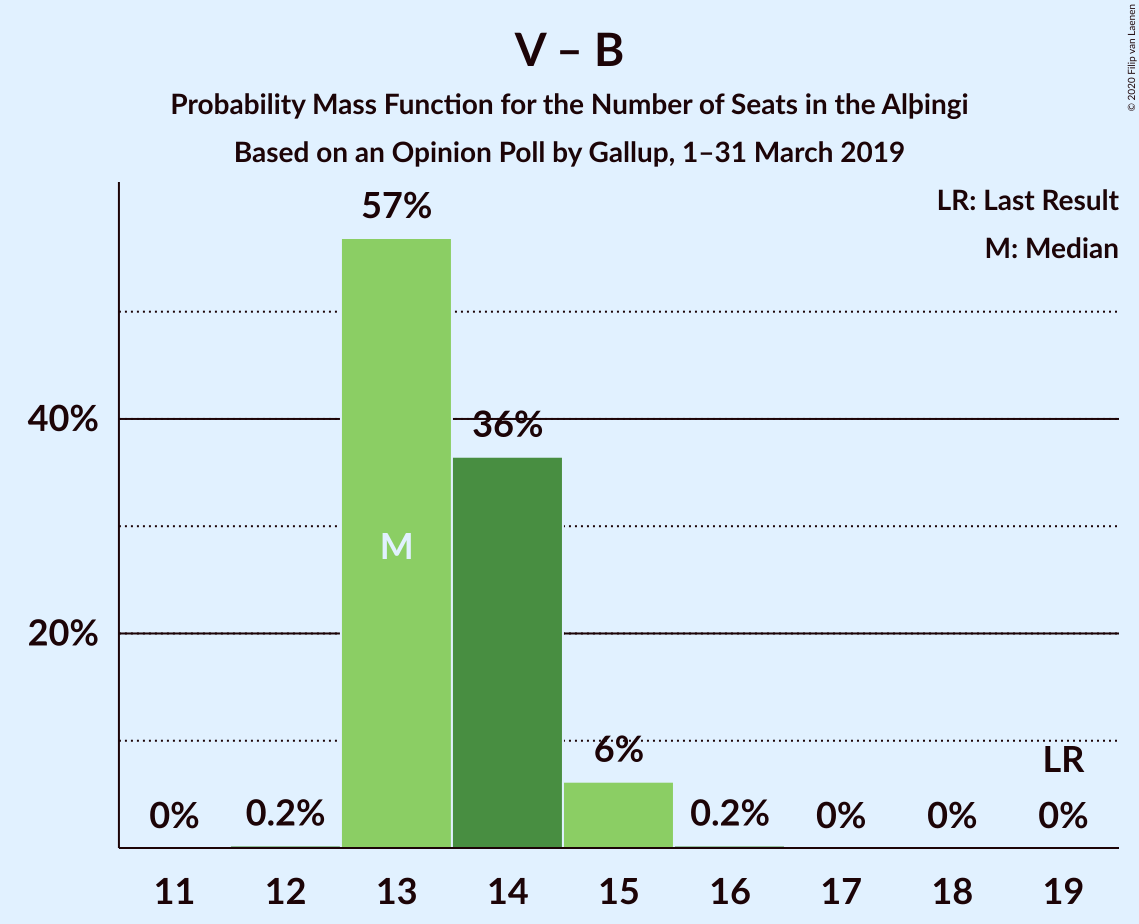 V – B
Probability Mass Function for the Number of Seats in the Alþingi
Based on an Opinion Poll by Gallup, 1–31 March 2019
© 2020 Filip van Laenen
LR: Last Result
M: Median
57%
40%
36%
M
20%
6%
LR
0%
0.2%
0.2%
0%
0%
0%
11
12
13
14
15
16
17
18
19